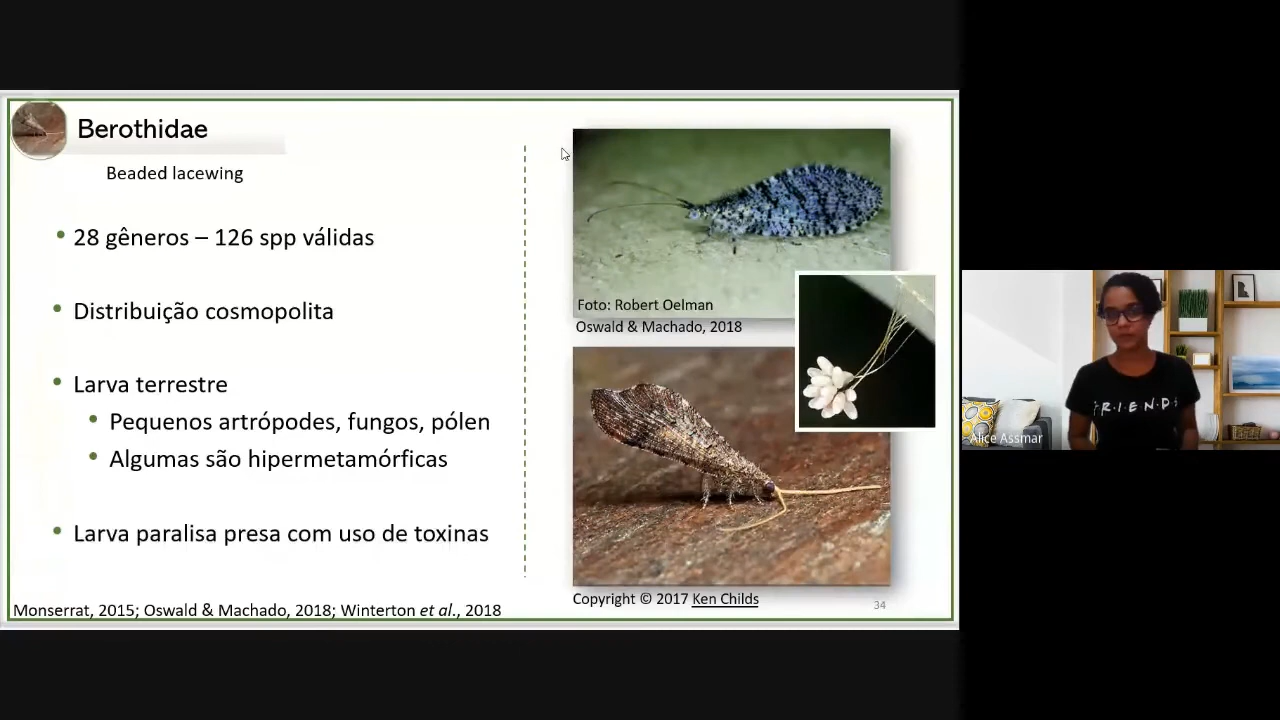 Berothidae
Beaded lacewing
• 28 gêneros – 126 spp válidas
• Distribuição cosmopolita
• Larva terrestre
• Pequenos artrópodes, fungos, pólen
• Algumas são hipermetamórficas
• Larva paralisa presa com uso de toxinas
Monserrat, 2015; Oswald & Machado, 2018; Winterton et al., 2018
Foto: Robert Oelman
Oswald & Machado, 2018
Copyright © 2017 Ken Childs
34
F.R.I.E.N.D.S
Alice Assmar